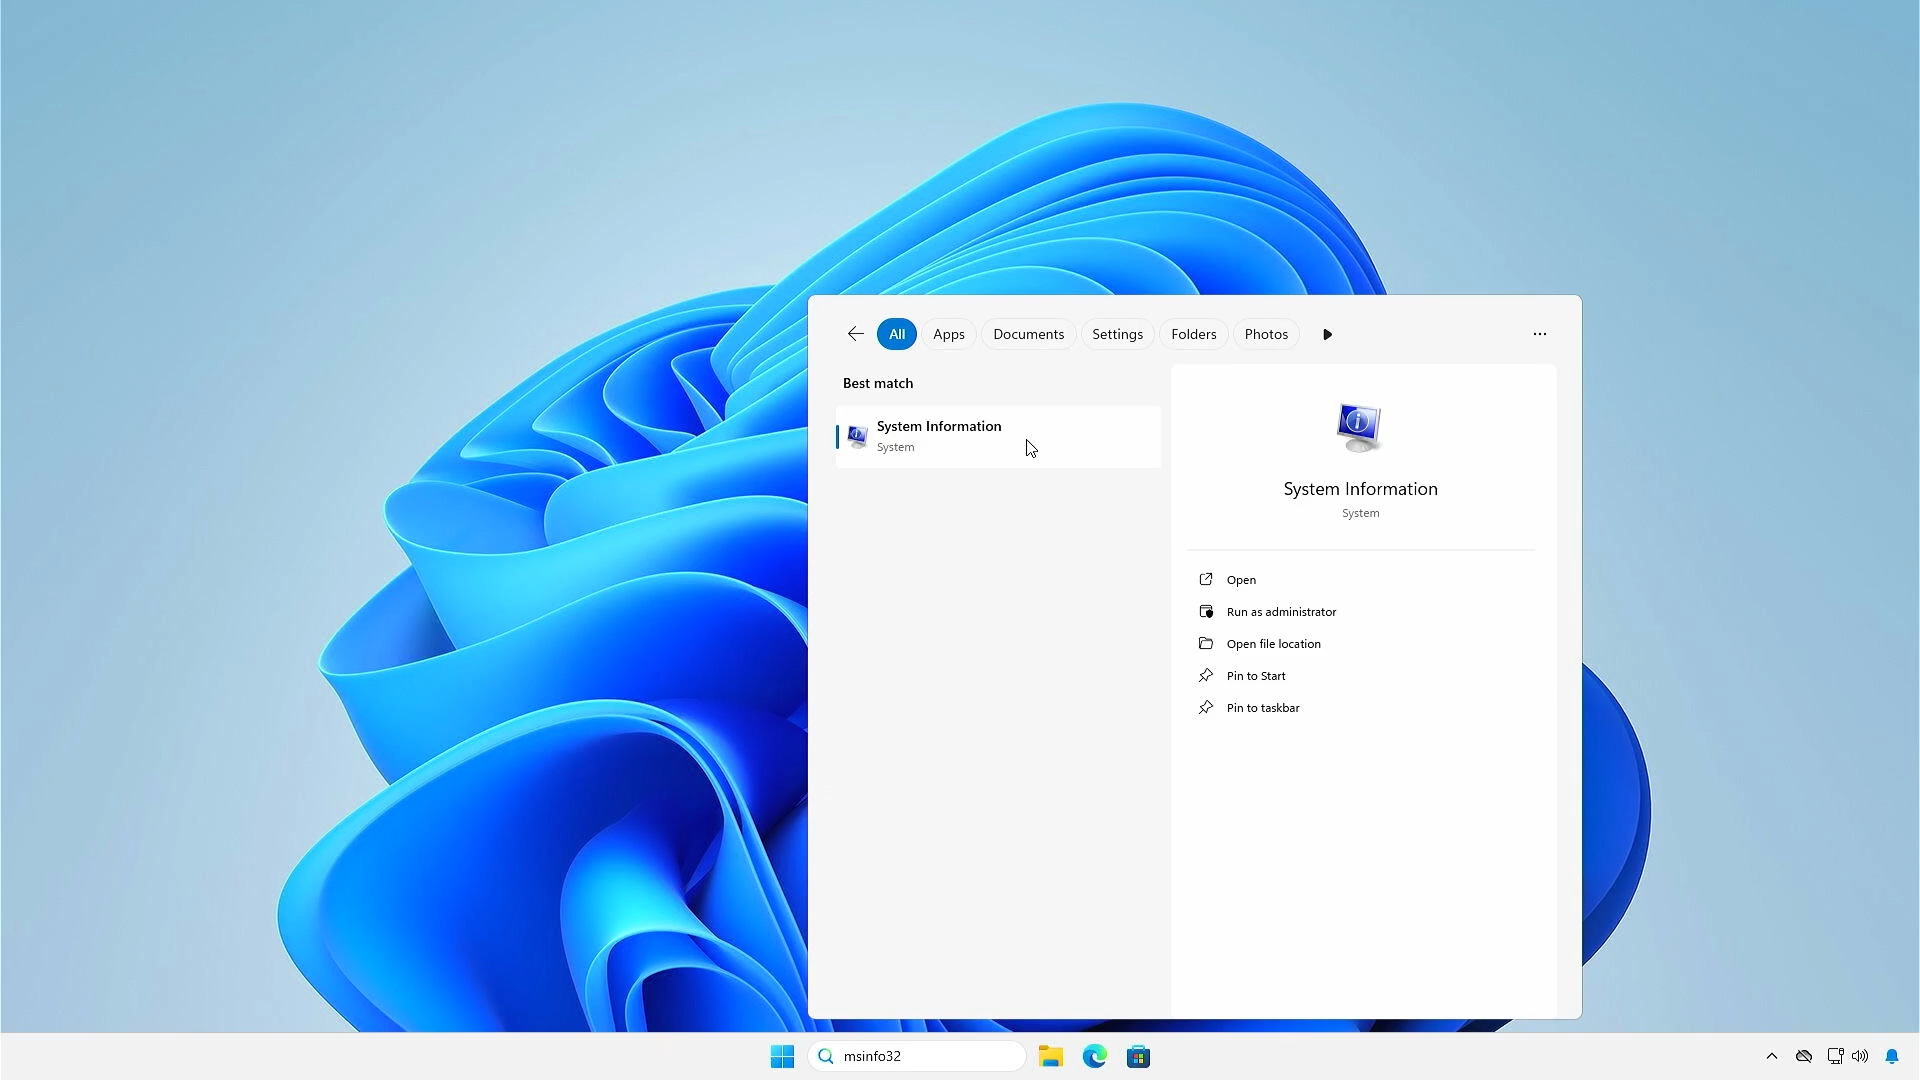 All Apps Documents Settings Folders Photos
Best match
System Information
System
System Information
System
Open
Run as administrator
Open file location
Pin to Start
Pin to taskbar
msinfo32